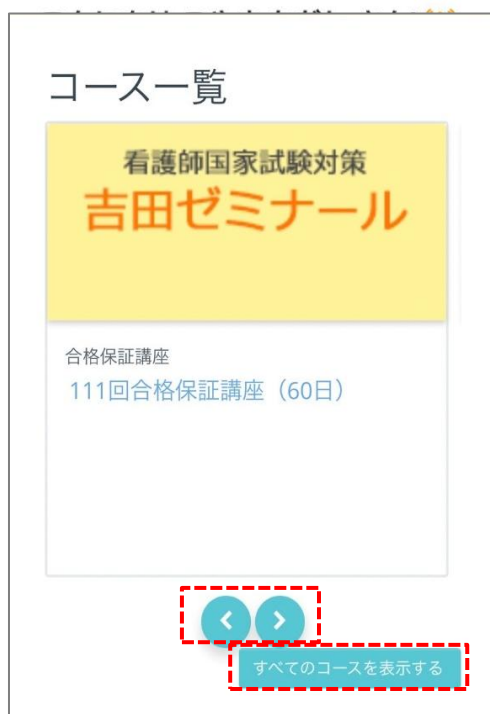 コース一覧
看護師国家試験対策
吉田ゼミナール
合格保証講座
111回合格保証講座（60日）
すべてのコースを表示する